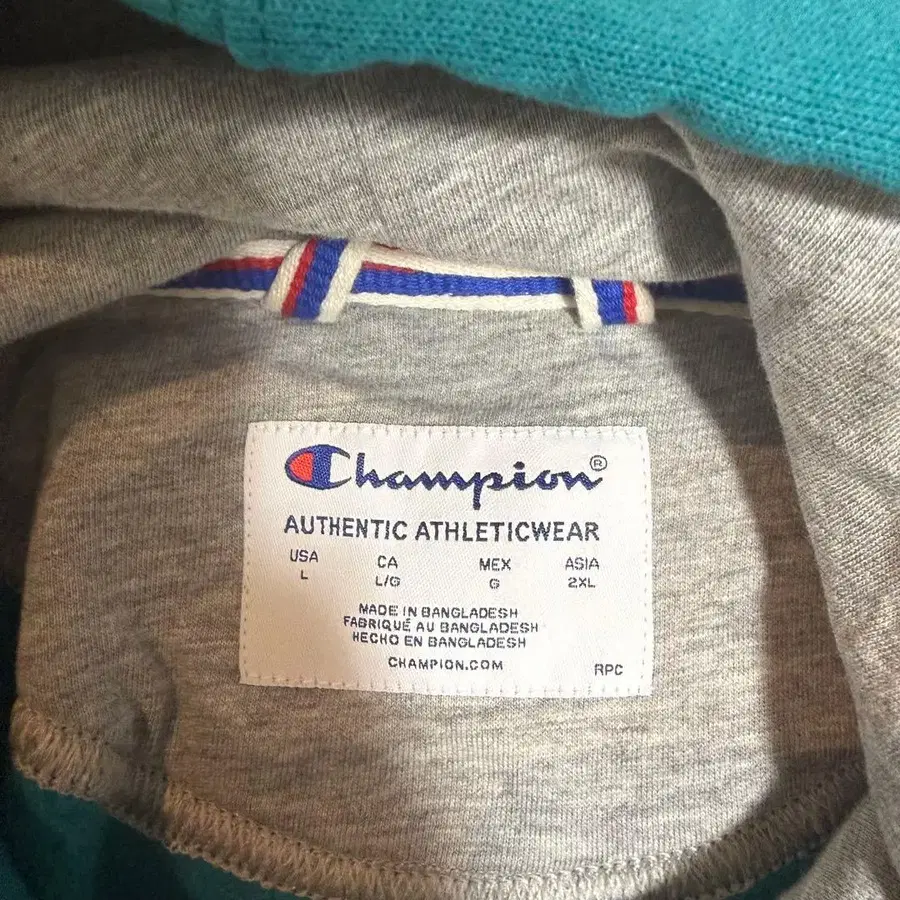 Champion®
AUTHENTIC ATHLETICWEAR
USA CA MEX ASIA
L L/G G 2XL
MADE IN BANGLADESH
FABRIQUÉ AU BANGLADESH
HECHO EN BANGLADESH
CHAMPION.COM
RPC